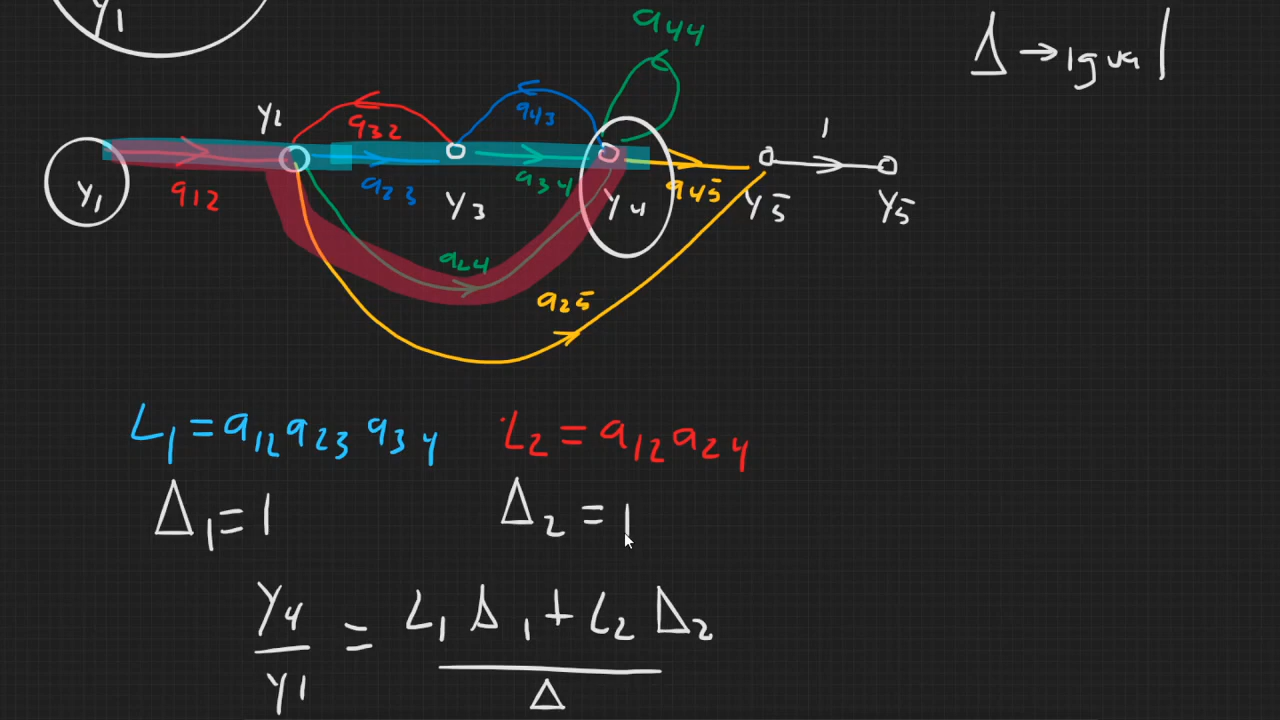 y1
a44
Δ → igual
y2
a32
a43
1
y1
a12
a23
y3
a34
y4
a45
y5
y5
a24
a25
L1 = a12 a23 a34
L2 = a12 a24
Δ1 = 1
Δ2 = 1
y4/y1 = (L1 Δ1 + L2 Δ2)/Δ